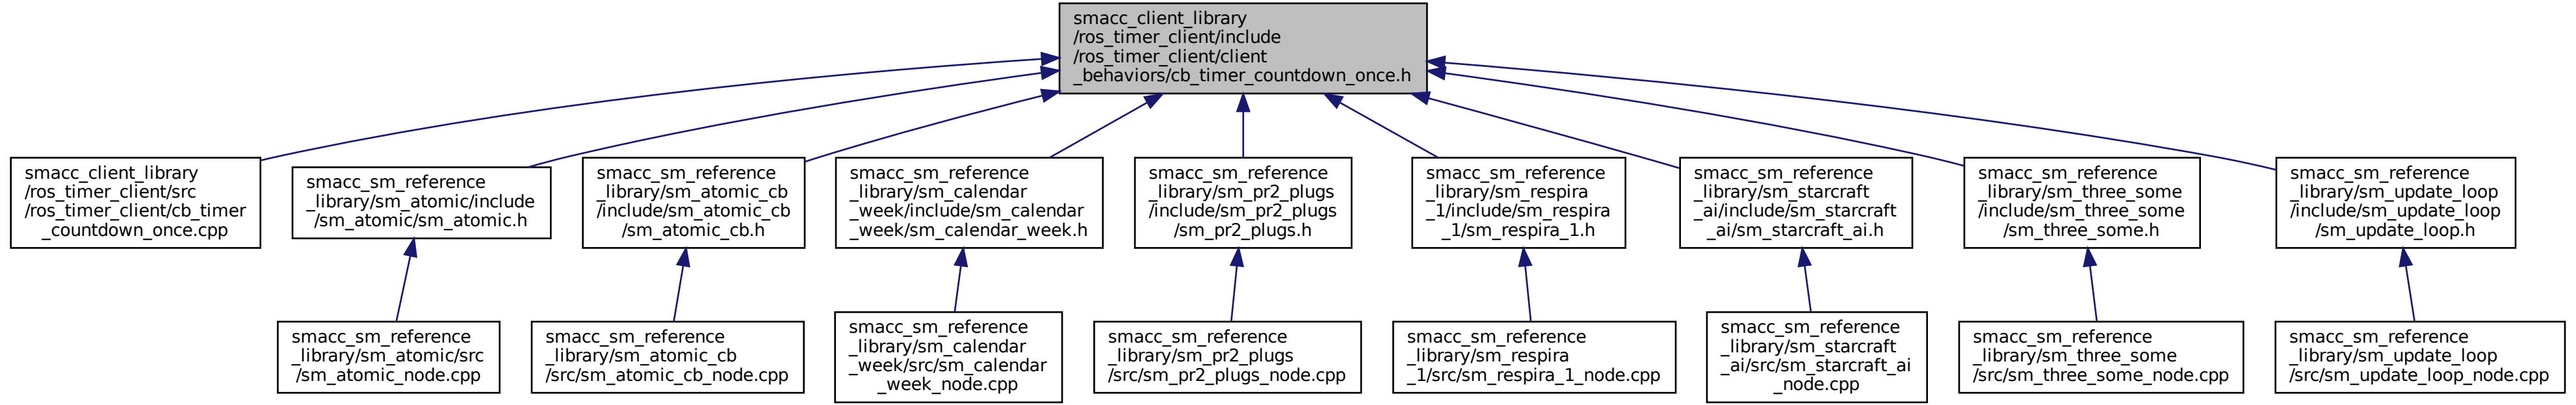 smacc_client_library
/ros_timer_client/include
/ros_timer_client/client
_behaviors/cb_timer_countdown_once.h
smacc_client_library
/ros_timer_client/src
/ros_timer_client/cb_timer
_countdown_once.cpp
smacc_sm_reference
_library/sm_atomic/include
/sm_atomic/sm_atomic.h
smacc_sm_reference
_library/sm_atomic_cb
/include/sm_atomic_cb
/sm_atomic_cb.h
smacc_sm_reference
_library/sm_calendar
_week/include/sm_calendar
_week/sm_calendar_week.h
smacc_sm_reference
_library/sm_pr2_plugs
/include/sm_pr2_plugs
/sm_pr2_plugs.h
smacc_sm_reference
_library/sm_respira
_1/include/sm_respira
_1/sm_respira_1.h
smacc_sm_reference
_library/sm_starcraft
_ai/include/sm_starcraft
_ai/sm_starcraft_ai.h
smacc_sm_reference
_library/sm_three_some
/include/sm_three_some
/sm_three_some.h
smacc_sm_reference
_library/sm_update_loop
/include/sm_update_loop
/sm_update_loop.h
smacc_sm_reference
_library/sm_atomic/src
/sm_atomic_node.cpp
smacc_sm_reference
_library/sm_atomic_cb
/src/sm_atomic_cb_node.cpp
smacc_sm_reference
_library/sm_calendar
_week/src/sm_calendar
_week_node.cpp
smacc_sm_reference
_library/sm_pr2_plugs
/src/sm_pr2_plugs_node.cpp
smacc_sm_reference
_library/sm_respira
_1/src/sm_respira_1_node.cpp
smacc_sm_reference
_library/sm_starcraft
_ai/src/sm_starcraft_ai
_node.cpp
smacc_sm_reference
_library/sm_three_some
/src/sm_three_some_node.cpp
smacc_sm_reference
_library/sm_update_loop
/src/sm_update_loop_node.cpp